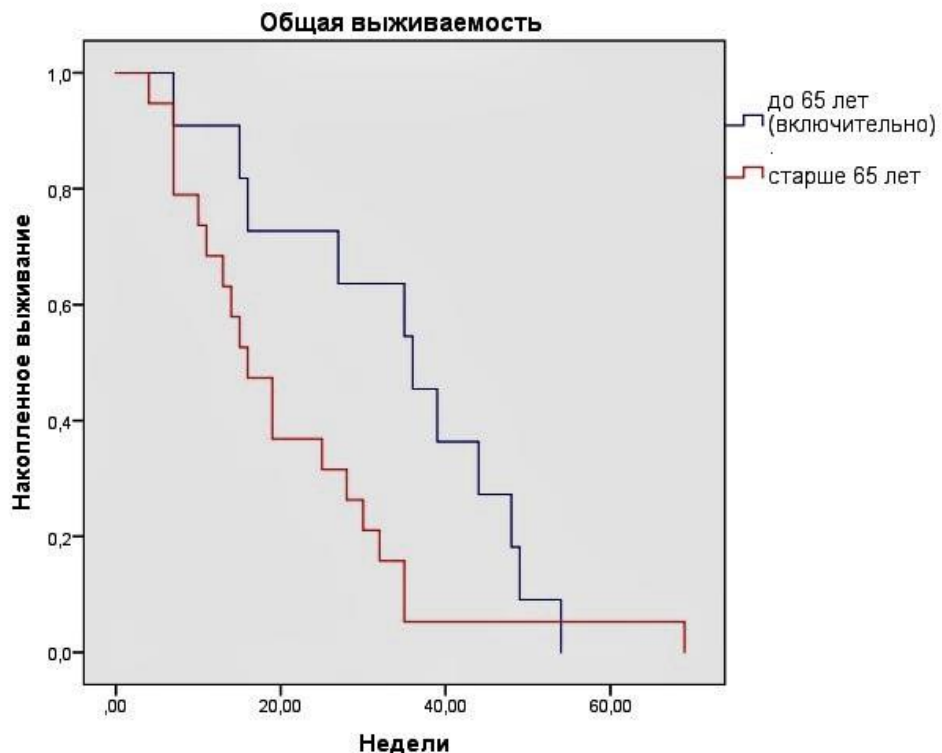 Общая выживаемость
Накопленное выживание
1,0
0,8
0,6
0,4
0,2
0,0
,00
20,00
40,00
60,00
Недели
до 65 лет
(включительно)
.
старше 65 лет